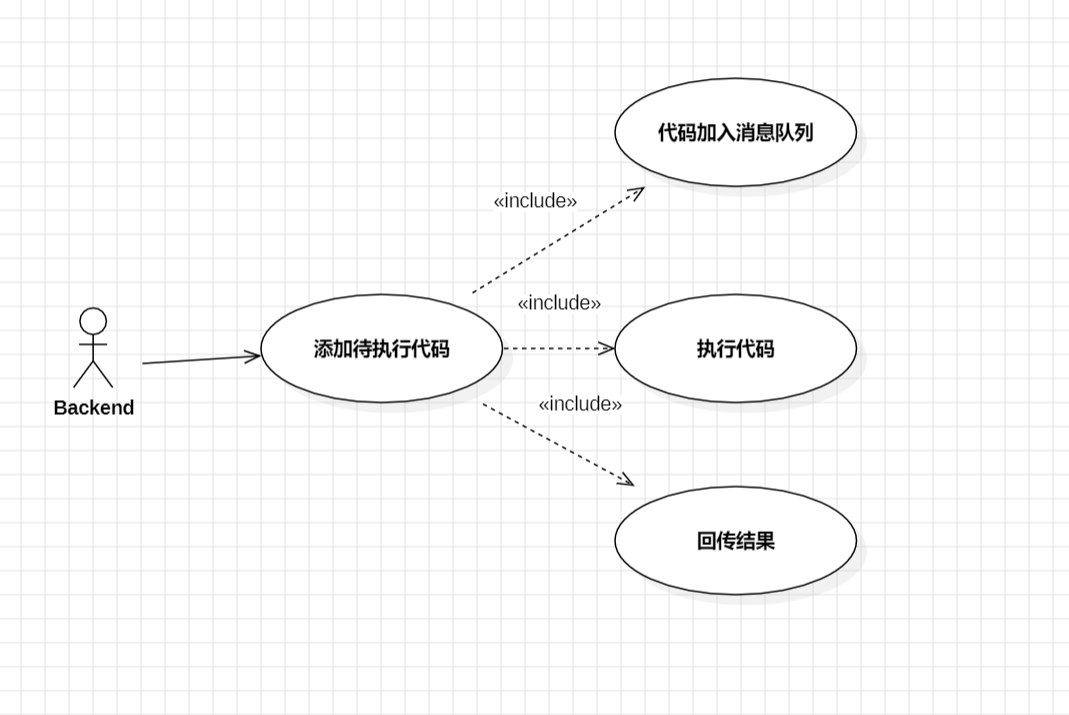 代码加入消息队列
«include»
«include»
添加待执行代码
执行代码
«include»
Backend
回传结果